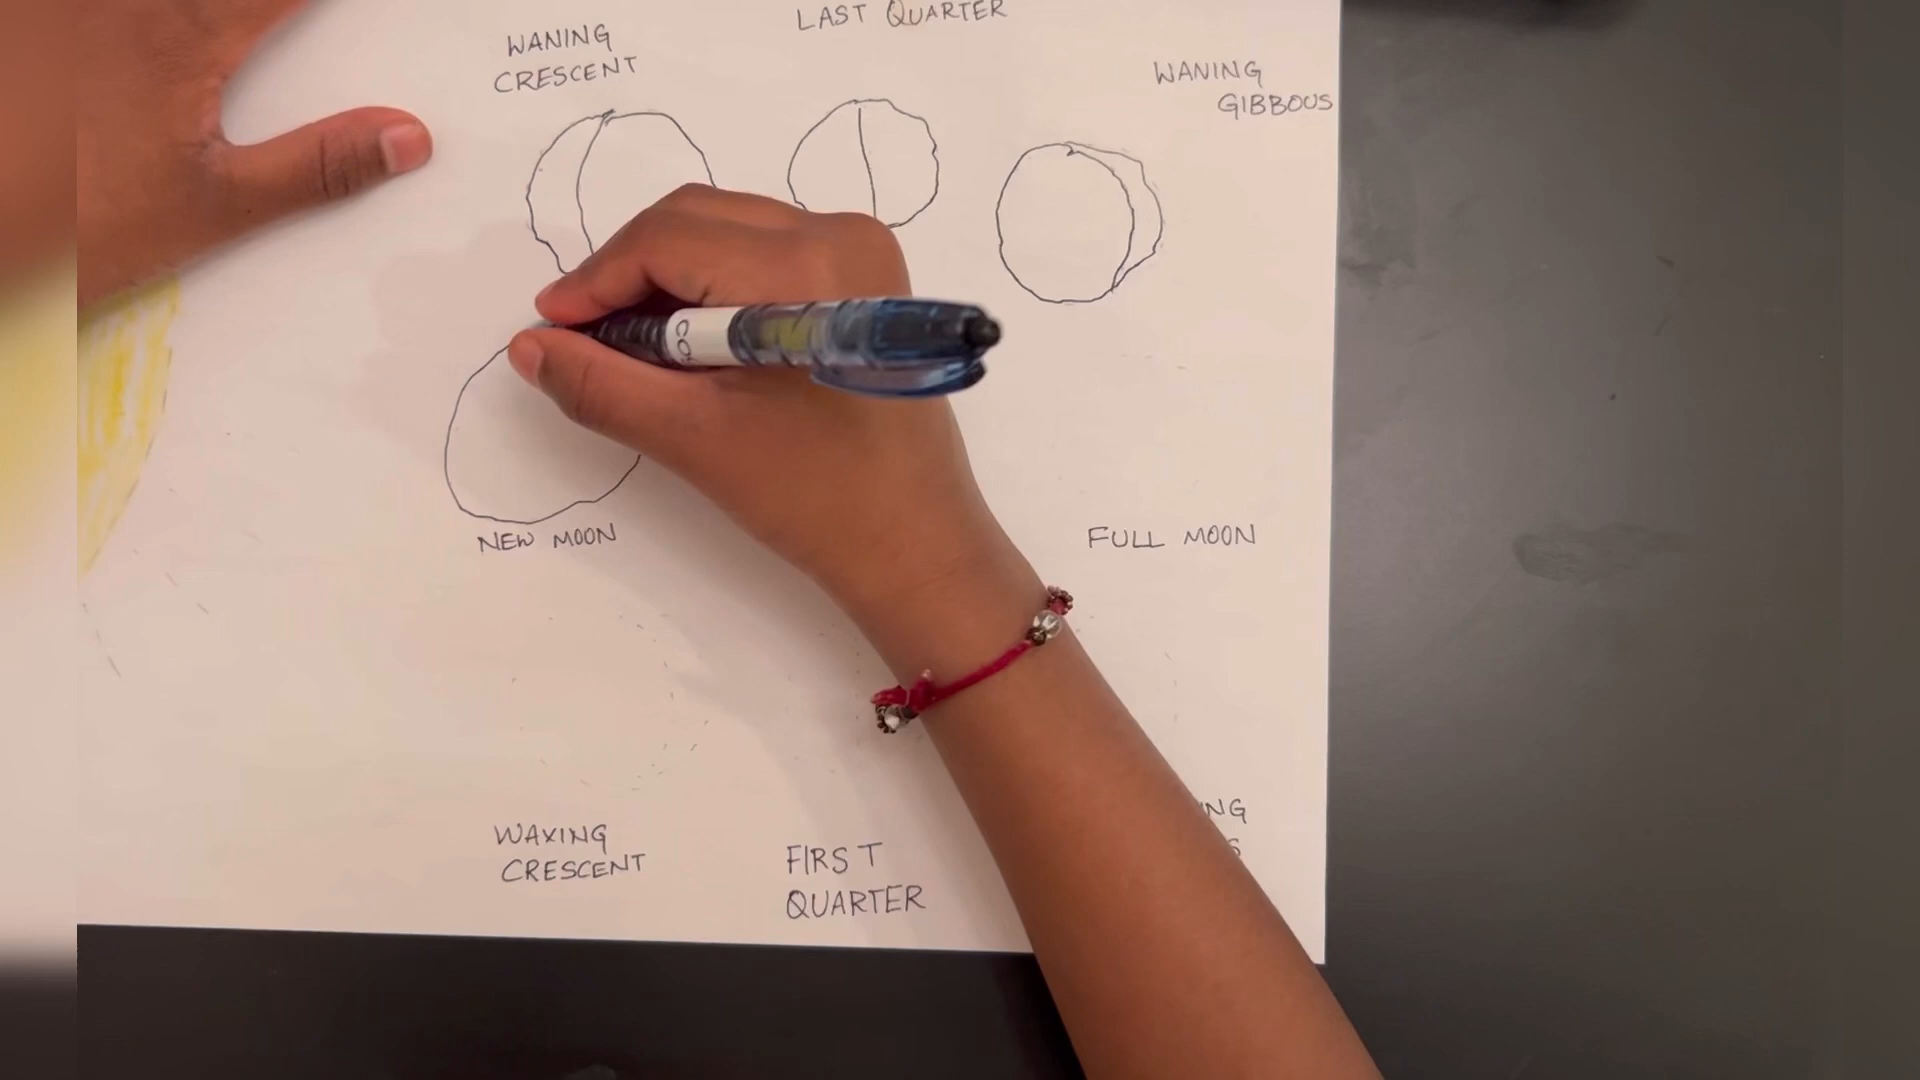 LAST QUARTER
WANING
CRESCENT
WANING
GIBBOUS
NEW MOON
FULL MOON
WAXING
CRESCENT
FIRST
QUARTER